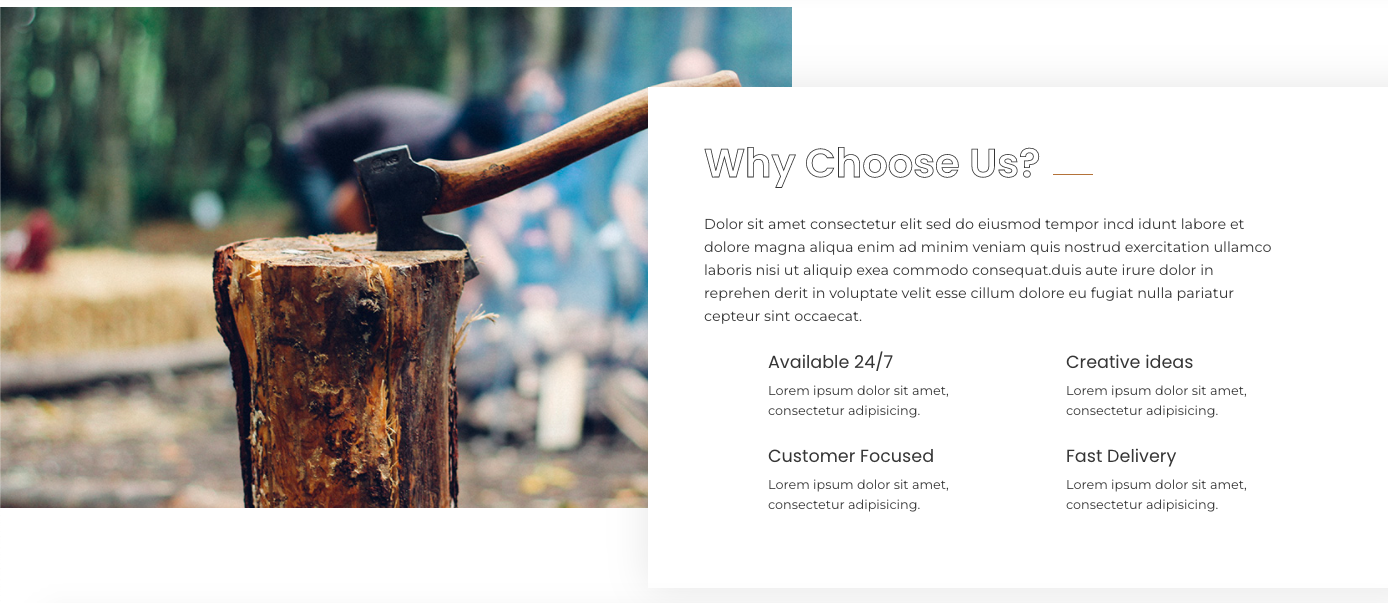 Why Choose Us?
Dolor sit amet consectetur elit sed do eiusmod tempor incd idunt labore et
dolore magna aliqua enim ad minim veniam quis nostrud exercitation ullamco
laboris nisi ut aliquip exea commodo consequat.duis aute irure dolor in
reprehen derit in voluptate velit esse cillum dolore eu fugiat nulla pariatur
cepteur sint occaecat.
Available 24/7
Lorem ipsum dolor sit amet,
consectetur adipisicing.
Creative ideas
Lorem ipsum dolor sit amet,
consectetur adipisicing.
Customer Focused
Lorem ipsum dolor sit amet,
consectetur adipisicing.
Fast Delivery
Lorem ipsum dolor sit amet,
consectetur adipisicing.